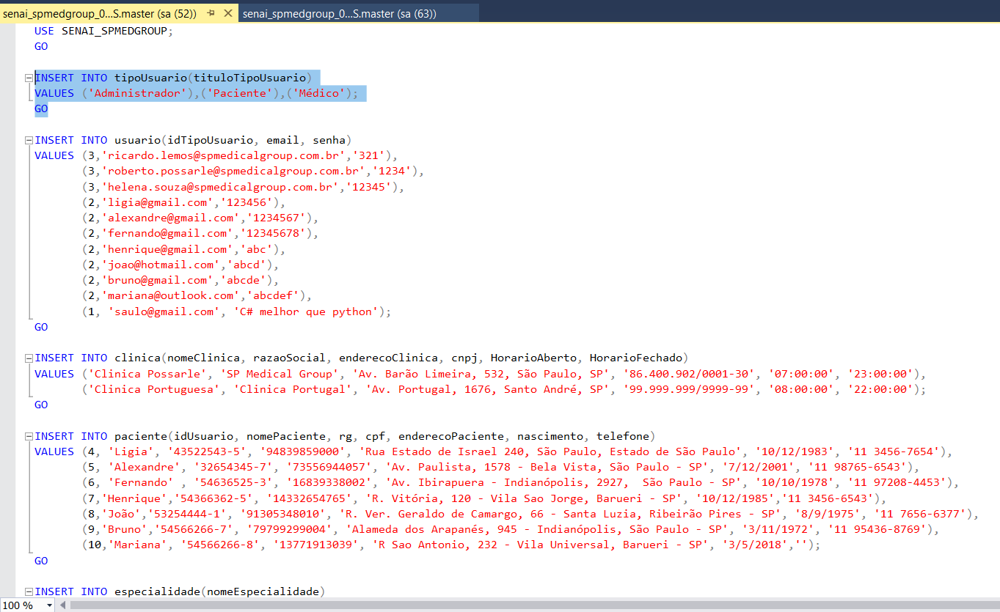 senai_spmedgroup_0...S.master (sa (52)) senai_spmedgroup_0...S.master (sa (63))
USE SENAI_SPMEDGROUP;
GO
INSERT INTO tipoUsuario(tituloTipoUsuario)
VALUES ('Administrador'),('Paciente'),('Médico');
GO
INSERT INTO usuario(idTipoUsuario, email, senha)
VALUES (3,'ricardo.lemos@spmedicalgroup.com.br','321'),
(3,'roberto.possarle@spmedicalgroup.com.br','1234'),
(3,'helena.souza@spmedicalgroup.com.br','12345'),
(2,'ligia@gmail.com','123456'),
(2,'alexandre@gmail.com','1234567'),
(2,'fernando@gmail.com','12345678'),
(2,'henrique@gmail.com','abc'),
(2,'joao@hotmail.com','abcd'),
(2,'bruno@gmail.com','abcde'),
(2,'mariana@outlook.com','abcdef'),
(1, 'saulo@gmail.com', 'C# melhor que python');
GO
INSERT INTO clinica(nomeClinica, razaoSocial, enderecoClinica, cnpj, HorarioAberto, HorarioFechado)
VALUES ('Clinica Possarle', 'SP Medical Group', 'Av. Barão Limeira, 532, São Paulo, SP', '86.400.902/0001-30', '07:00:00', '23:00:00'),
('Clinica Portuguesa', 'Clinica Portugal', 'Av. Portugal, 1676, Santo André, SP', '99.999.999/9999-99', '08:00:00', '22:00:00');
GO
INSERT INTO paciente(idUsuario, nomePaciente, rg, cpf, enderecoPaciente, nascimento, telefone)
VALUES (4, 'Ligia', '43522543-5', '94839859000', 'Rua Estado de Israel 240, São Paulo, Estado de São Paulo', '10/12/1983', '11 3456-7654'),
(5, 'Alexandre', '32654345-7', '73556944057', 'Av. Paulista, 1578 - Bela Vista, São Paulo - SP', '7/12/2001', '11 98765-6543'),
(6, 'Fernando' , '54636525-3', '16839338002', 'Av. Ibirapuera - Indianópolis, 2927,  São Paulo - SP', '10/10/1978', '11 97208-4453'),
(7,'Henrique','54366362-5', '14332654765', 'R. Vitória, 120 - Vila Sao Jorge, Barueri - SP', '10/12/1985','11 3456-6543'),
(8,'João','53254444-1', '91305348010', 'R. Ver. Geraldo de Camargo, 66 - Santa Luzia, Ribeirão Pires - SP', '8/9/1975', '11 7656-6377'),
(9,'Bruno','54566266-7', '79799299004', 'Alameda dos Arapanés, 945 - Indianópolis, São Paulo - SP', '3/11/1972', '11 95436-8769'),
(10,'Mariana', '54566266-8', '13771913039', 'R Sao Antonio, 232 - Vila Universal, Barueri - SP', '3/5/2018','');
GO
INSERT INTO especialidade(nomeEspecialidade)
100 %